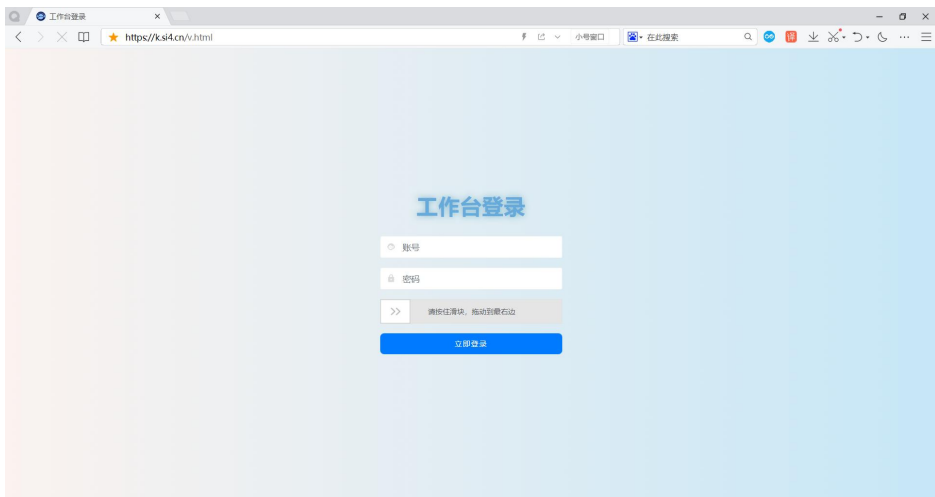 工作台登录
https://k.si4.cn/v.html
小号窗口
在此搜索
译
工作台登录
账号
密码
>> 请按住滑块，拖动到最右边
立即登录